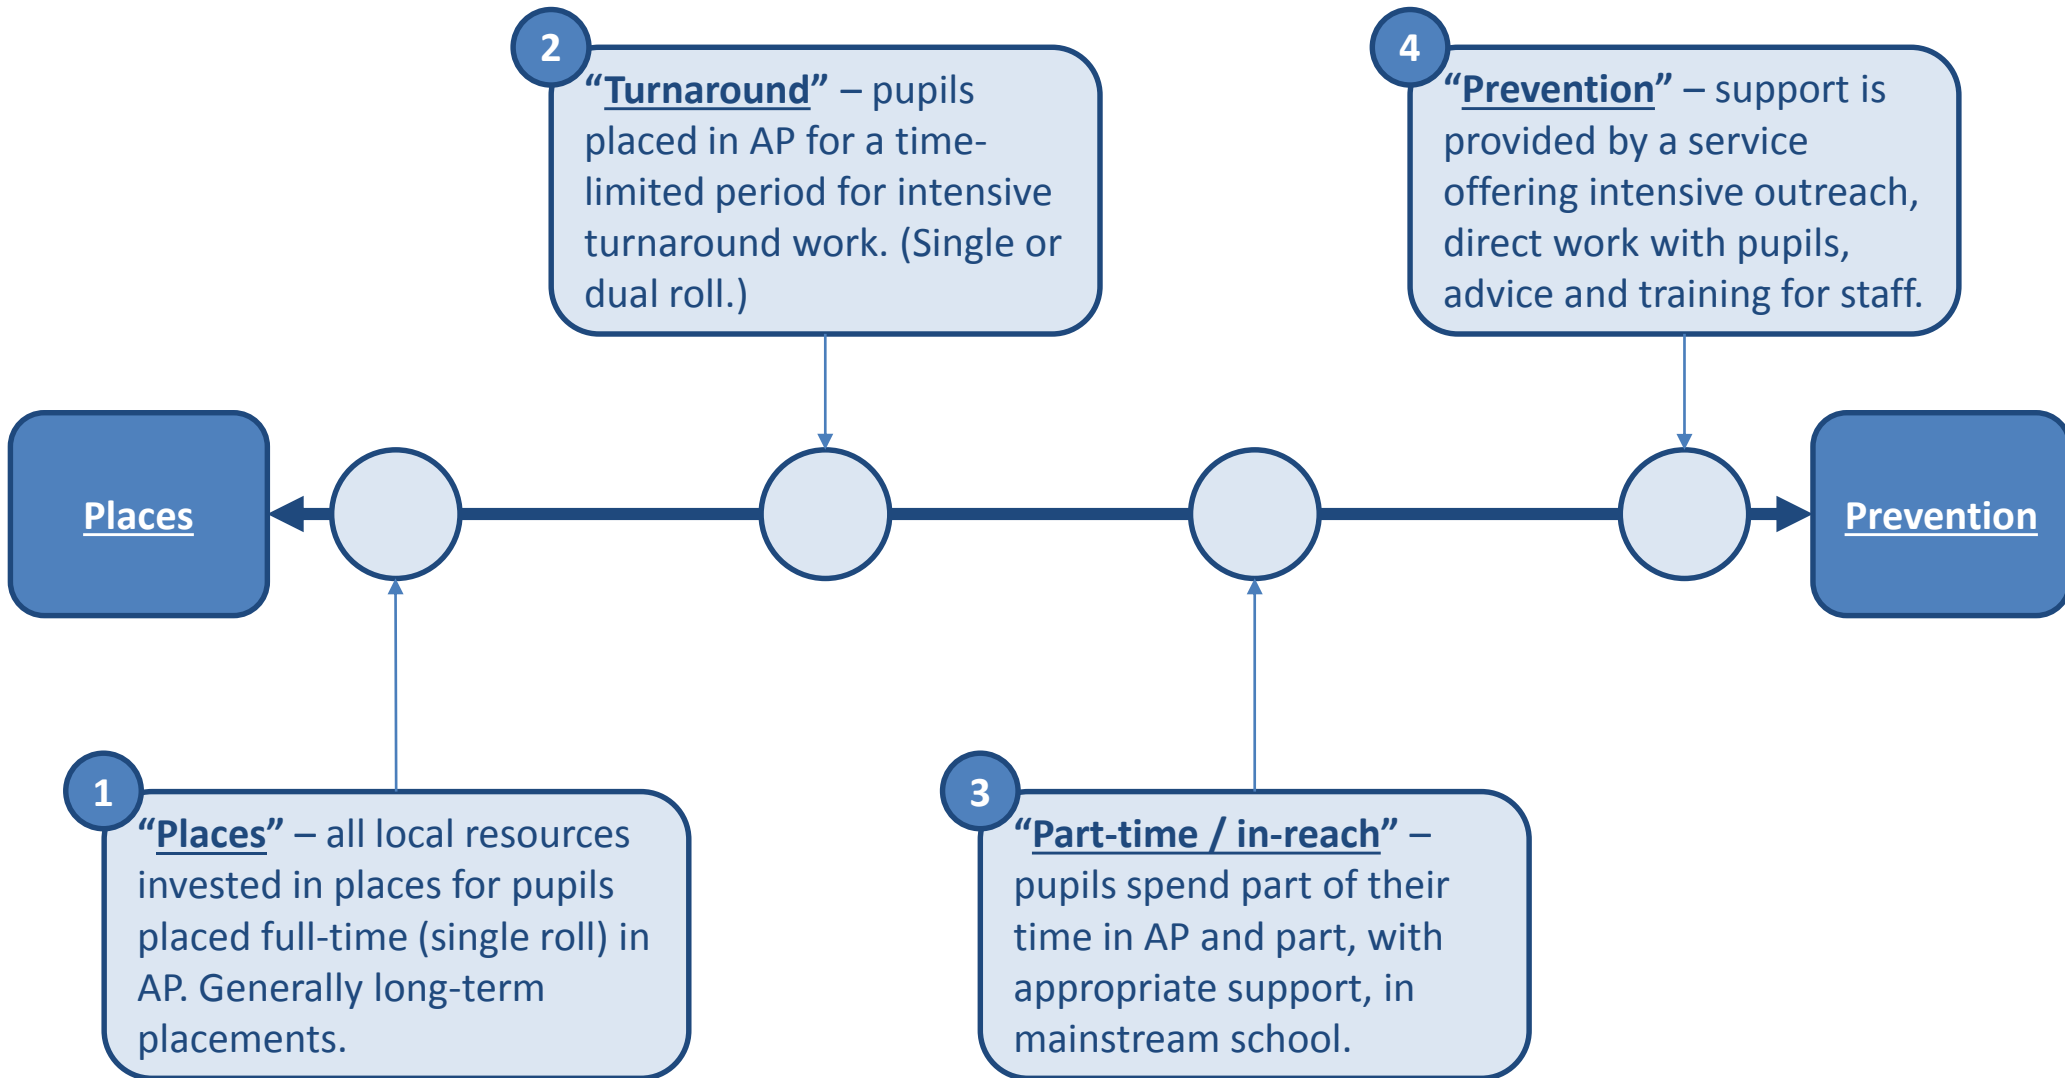 2
“Turnaround” – pupils
placed in AP for a time-
limited period for intensive
turnaround work. (Single or
dual roll.)
4
“Prevention” – support is
provided by a service
offering intensive outreach,
direct work with pupils,
advice and training for staff.
Places
Prevention
1
“Places” – all local resources
invested in places for pupils
placed full-time (single roll) in
AP. Generally long-term
placements.
3
“Part-time / in-reach” –
pupils spend part of their
time in AP and part, with
appropriate support, in
mainstream school.